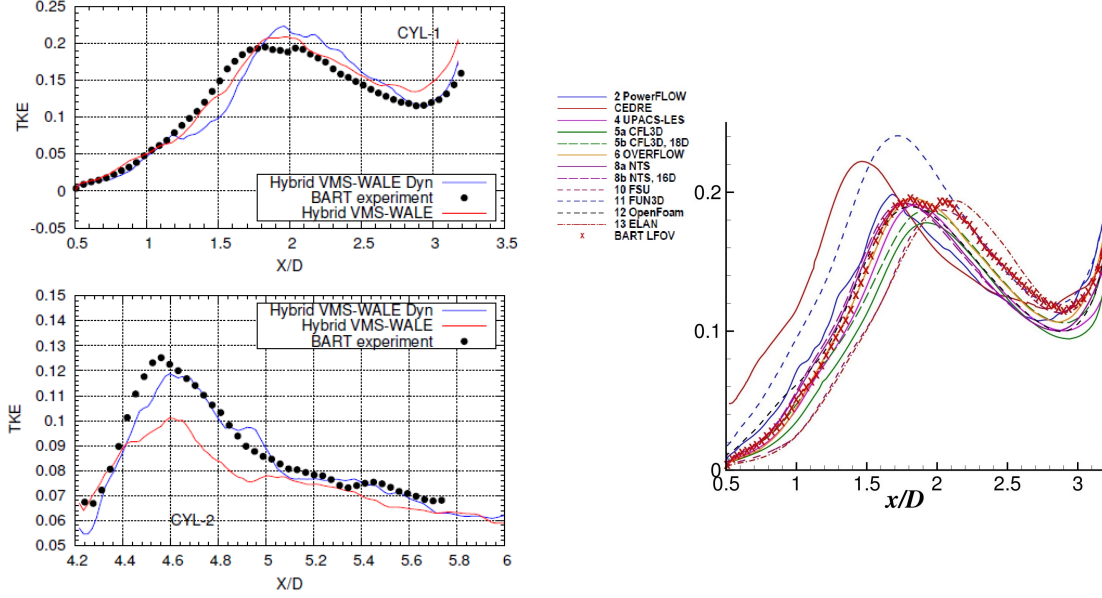 0.25
0.2
0.15
0.1
0.05
0
-0.05
TKE
CYL-1
Hybrid VMS-WALE Dyn
BART experiment
Hybrid VMS-WALE
0.5 1 1.5 2 2.5 3 3.5
X/D
0.15
0.14
0.13
0.12
0.11
0.1
0.09
0.08
0.07
0.06
0.05
TKE
Hybrid VMS-WALE Dyn
Hybrid VMS-WALE
BART experiment
CYL-2
4.2 4.4 4.6 4.8 5 5.2 5.4 5.6 5.8 6
X/D
2 PowerFLOW
CEDRE
4 UPACS-LES
5a CFL3D
5b CFL3D, 18D
6 OVERFLOW
8a NTS
8b NTS, 16D
10 FSU
11 FUN3D
12 OpenFoam
13 ELAN
BART LFOV
0.2
0.1
0
0.5 1 1.5 2 2.5 3
x/D